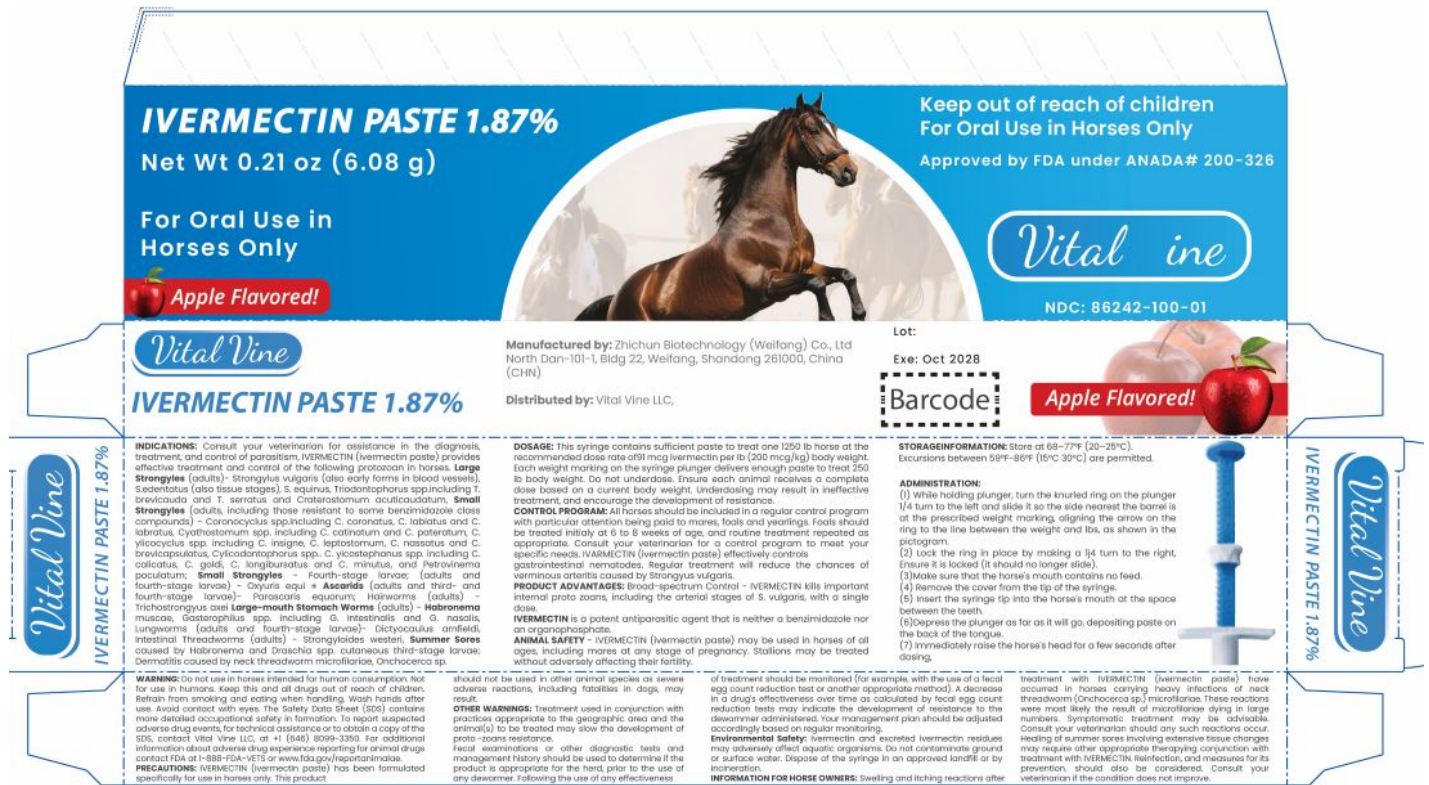 IVERMECTIN PASTE 1.87%
Net Wt 0.21 oz (6.08 g)
For Oral Use in
Horses Only
Apple Flavored!
Keep out of reach of children
For Oral Use in Horses Only
Approved by FDA under ANADA# 200-326
Vital ine
NDC: 86242-100-01
Vital Vine
IVERMECTIN PASTE 1.87%
Manufactured by: Zhichun Biotechnology (Weifang) Co., Ltd
North Dan-101-1, Bldg 22, Weifang, Shandong 261000, China
(CHN)
Distributed by: Vital Vine LLC,
Lot:
Exe: Oct 2028
Barcode
Apple Flavored!
Vital Vine
IVERMECTIN PASTE 1.87%
INDICATIONS: Consult your veterinarian for assistance in the diagnosis,
treatment, and control of parasitism, IVERMECTIN (ivermectin paste) provides
effective treatment and control of the following protozoan in horses. Large
Strongyles (adults)- Strongylus vulgaris (also early forms in blood vessels),
S.edentatus (also tissue stages), S. equinus, Triodontophorus spp.including T.
brevicauda and T. serratus and Craterostomum acuticaudatum, Small
Strongyles (adults, including those resistant to some benzimidazole class
compounds) - Coronocyclus spp.Including C. coronatus, C. labiatus and C.
labratus, Cyathostomum spp. including C. catinatum and C. pateratum, C.
ylicocyclus spp. including C. insigne, C. leptostornum, C. nassatus and C.
brevicapsulatus, Cylicodontophorus spp.. C. yicostephanus spp. including C.
calicatus, C. goldi, C. longibursatus and C. minutus, and Petrovinema
poculatum; Small Strongyles - Fourth-stage larvae; (adults and
fourth-stage larvae) - Oxyuris equi ± Ascarids (adults and third- and
fourth-stage larvae)- Parascaris equorum; Hairworms (adults) -
Trichostrongyus axei Large-mouth Stomach Worms (adults) - Habronema
muscae, Gasterophilus spp. including G. intestinalis and G. nasalis,
Lungworms (adults and fourth-stage larvae)- Dictyocaulus arnfieldi,
Intestinal Threadworms (adults) - Strongyloides westeri, Summer Sores
caused by Habronema and Draschia spp. cutaneous third-stage larvae;
Dermatitis caused by neck threadworm microfilariae, Onchocerca sp.
DOSAGE: This syringe contains sufficient paste to treat one 1250 lb horse at the
recommended dose rate of91 mcg ivermectin per lb (200 mcg/kg) body weight.
Each weight marking on the syringe plunger delivers enough paste to treat 250
lb body weight. Do not underdose. Ensure each animal receives a complete
dose based on a current body weight. Underdosing may result in ineffective
treatment, and encourage the development of resistance.
CONTROL PROGRAM: All horses should be included in a regular control program
with particular attention being paid to mares, foals and yearlings. Foals should
be treated initialy at 6 to 8 weeks of age, and routine treatment repeated as
appropriate. Consult your veterinarian for a control program to meet your
specific needs. IVARMECTIN (ivermectin paste) effectively controls
gastrointestinal nematodes. Regular treatment will reduce the chances of
verminous arteritis caused by Strongyus vulgaris.
PRODUCT ADVANTAGES: Broad-spectrum Control - IVERMECTIN kills important
internal proto zoans, including the arterial stages of S. vulgaris, with a single
dose.
IVERMECTIN is a potent antiparasitic agent that is neither a benzimidazole nor
an organophosphate.
ANIMAL SAFETY - IVERMECTIN (ivermectin paste) may be used in horses of all
ages, including mares at any stage of pregnancy. Stallions may be treated
without adversely affecting their fertility.
STORAGEINFORMATION: Store at 68–77°F (20–25°C).
Excursions between 59°F-86°F (15°C 30°C) are permitted.
ADMINISTRATION:
(1) While holding plunger, turn the knurled ring on the plunger
1/4 turn to the left and slide it so the side nearest the barrel is
at the prescribed weight marking, aligning the arrow on the
ring to the line between the weight and lbs, as shown in the
pictogram.
(2) Lock the ring in place by making a 1j4 turn to the right,
Ensure it is locked (it should no longer slide).
(3)Make sure that the horse's mouth contains no feed.
(4) Remove the cover from the tip of the syringe.
(5) Insert the syringe tip into the horse's mouth at the space
between the teeth.
(6)Depress the plunger as far as it will go, depositing paste on
the back of the tongue.
(7) Immediately raise the horse's head for a few seconds after
dosing,
IVERMECTIN PASTE 1.87%
Vital Vine
WARNING: Do not use in horses intended for human consumption. Not
for use in humans. Keep this and all drugs out of reach of children.
Refrain from smoking and eating when handling. Wash hands after
use. Avoid contact with eyes. The Safety Data Sheet (SDS) contains
more detailed occupational safety in formation. To report suspected
adverse drug events, for technical assistance or to obtain a copy of the
SDS, contact Vital Vine LLC, at +1 (646) 8099-3350. For additional
information about adverse drug experience reporting for animal drugs
contact FDA at 1-888-FDA-VETS or www.fda.gov/reportanimalae.
PRECAUTIONS: IVERMECTIN (ivermectin paste) has been formulated
specifically for use in horses only. This product
should not be used in other animal species as severe
adverse reactions, including fatalities in dogs, may
result.
OTHER WARNINGS: Treatment used in conjunction with
practices appropriate to the geographic area and the
animal(s) to be treated may slow the development of
proto -zoans resistance.
Fecal examinations or other diagnostic tests and
management history should be used to determine if the
product is appropriate for the herd, prior to the use of
any dewormer. Following the use of any effectiveness
of treatment should be monitored (for example, with the use of a fecal
egg count reduction test or another appropriate method). A decrease
in a drug's effectiveness over time as calculated by fecal egg count
reduction tests may indicate the development of resistance to the
dewormmer administered. Your management plan should be adjusted
accordingly based on regular monitoring.
Environmental Safety: Ivermectin and excreted ivermectin residues
may adversely affect aquatic organisms. Do not contaminate ground
or surface water. Dispose of the syringe in an approved landfill or by
incineration.
INFORMATION FOR HORSE OWNERS: Swelling and itching reactions after
treatment with IVERMECTIN (ivermectin paste) have
occurred in horses carrying heavy infections of neck
threadworm (Onchocerca sp.) microfilariae. These reactions
were most likely the result of microfilariae dying in large
numbers. Symptomatic treatment may be advisable.
Consult your veterinarian should any such reactions occur.
Healing of summer sores involving extensive tissue changes
may require other appropriate therapying conjunction with
treatment with IVERMECTIN. Reinfection, and measures for its
prevention, should also be considered. Consult your
veterinarian if the condition does not improve.